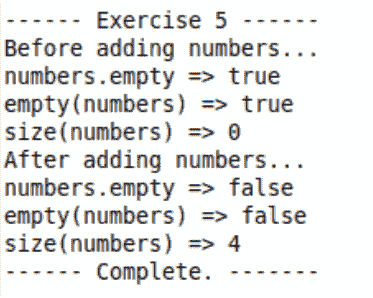 ------ Exercise 5 ------
Before adding numbers...
numbers.empty => true
empty(numbers) => true
size(numbers) => 0
After adding numbers...
numbers.empty => false
empty(numbers) => false
size(numbers) => 4
------ Complete. -------